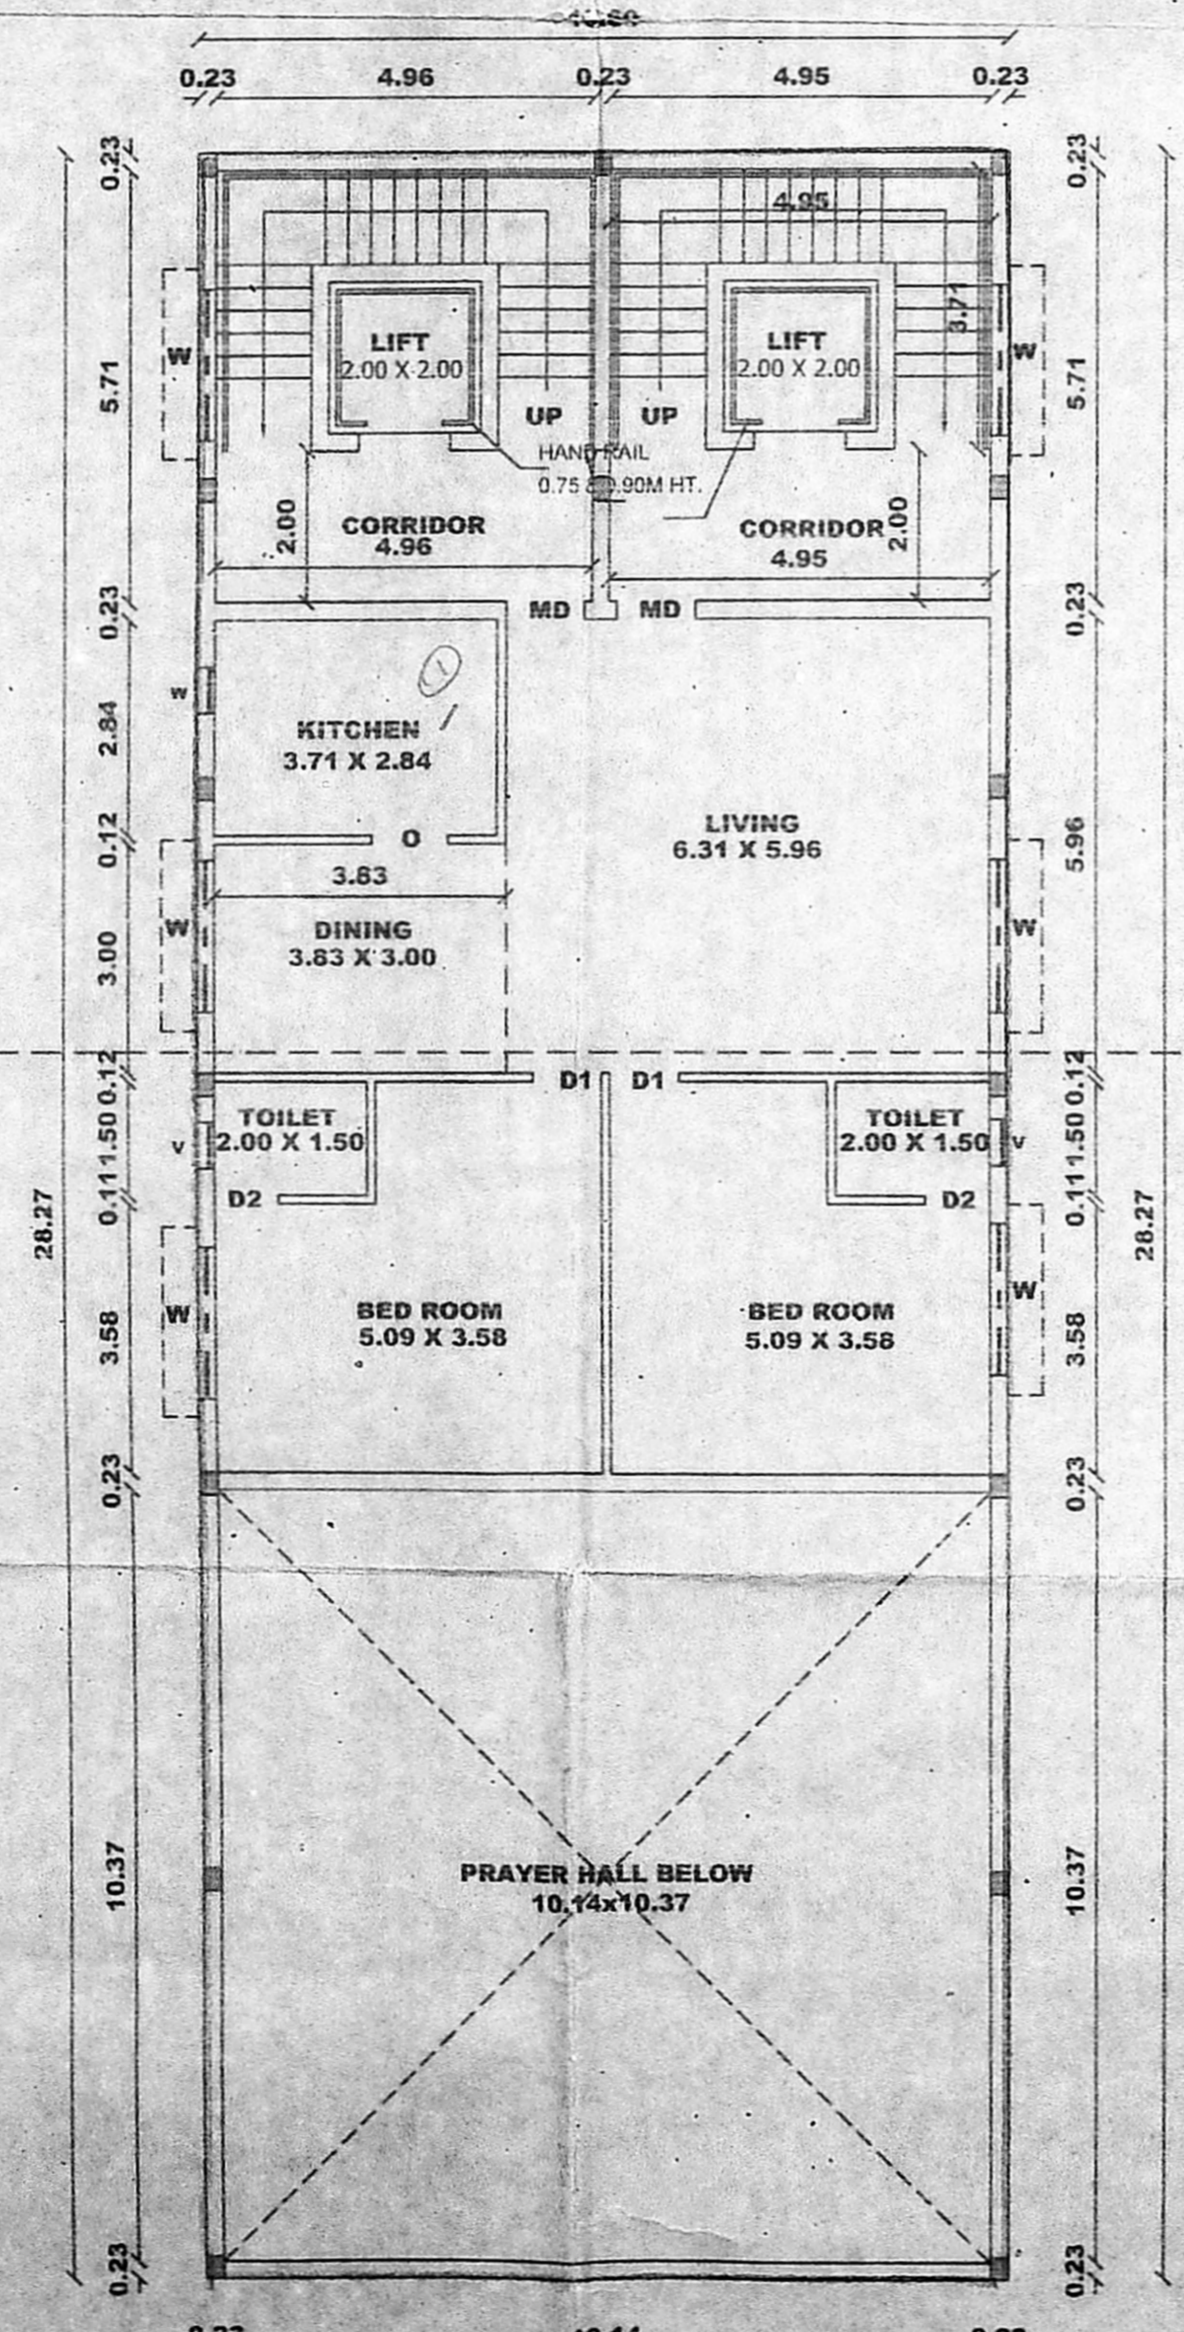 0.23 4.96 0.23 4.95 0.23
0.23
0.23
4.95
3.71
LIFT
2.00 X 2.00
LIFT
2.00 X 2.00
W
W
5.71
5.71
UP
UP
HAND RAIL
0.75 & 0.90M HT.
2.00
CORRIDOR
4.96
CORRIDOR
4.95
2.00
0.23
MD
MD
0.23
w
KITCHEN
3.71 X 2.84
2.84
O
0.12
LIVING
6.31 X 5.96
5.96
3.83
DINING
3.83 X 3.00
W
W
3.00
0.12
D1
D1
0.12
TOILET
2.00 X 1.50
TOILET
2.00 X 1.50
v
v
1.50
1.50
D2
D2
0.11
0.11
28.27
28.27
W
W
BED ROOM
5.09 X 3.58
BED ROOM
5.09 X 3.58
3.58
3.58
0.23
0.23
PRAYER HALL BELOW
10.14x10.37
10.37
10.37
0.23
0.23